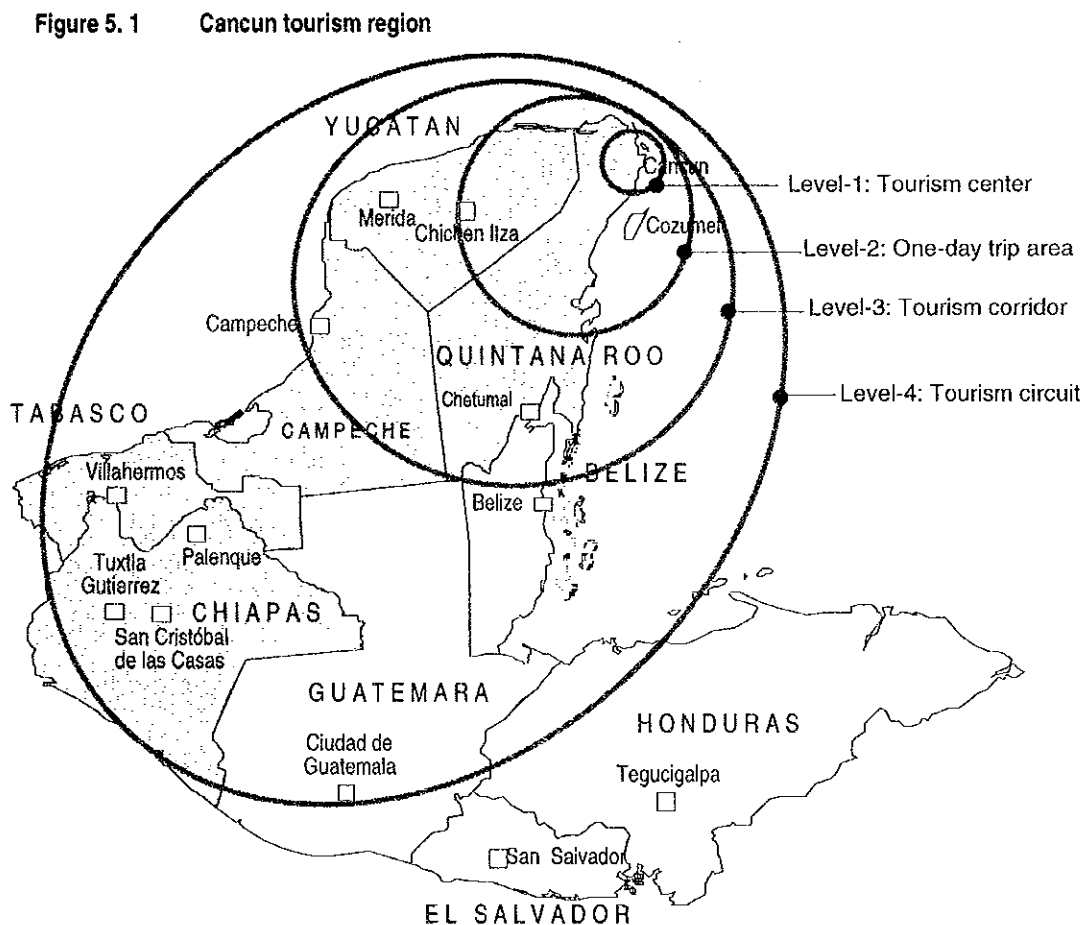 Figure 5. 1 Cancun tourism region
YUCATAN
Cancun
Level-1: Tourism center
Merida
Chichen Itza
Cozumel
Level-2: One-day trip area
Level-3: Tourism corridor
Campeche
QUINTANA ROO
Chetumal
Level-4: Tourism circuit
TABASCO
CAMPECHE
Villahermos
BELIZE
Belize
Palenque
Tuxtla
Gutierrez
CHIAPAS
San Cristóbal
de las Casas
GUATEMARA
HONDURAS
Ciudad de
Guatemala
Tegucigalpa
San Salvador
EL SALVADOR